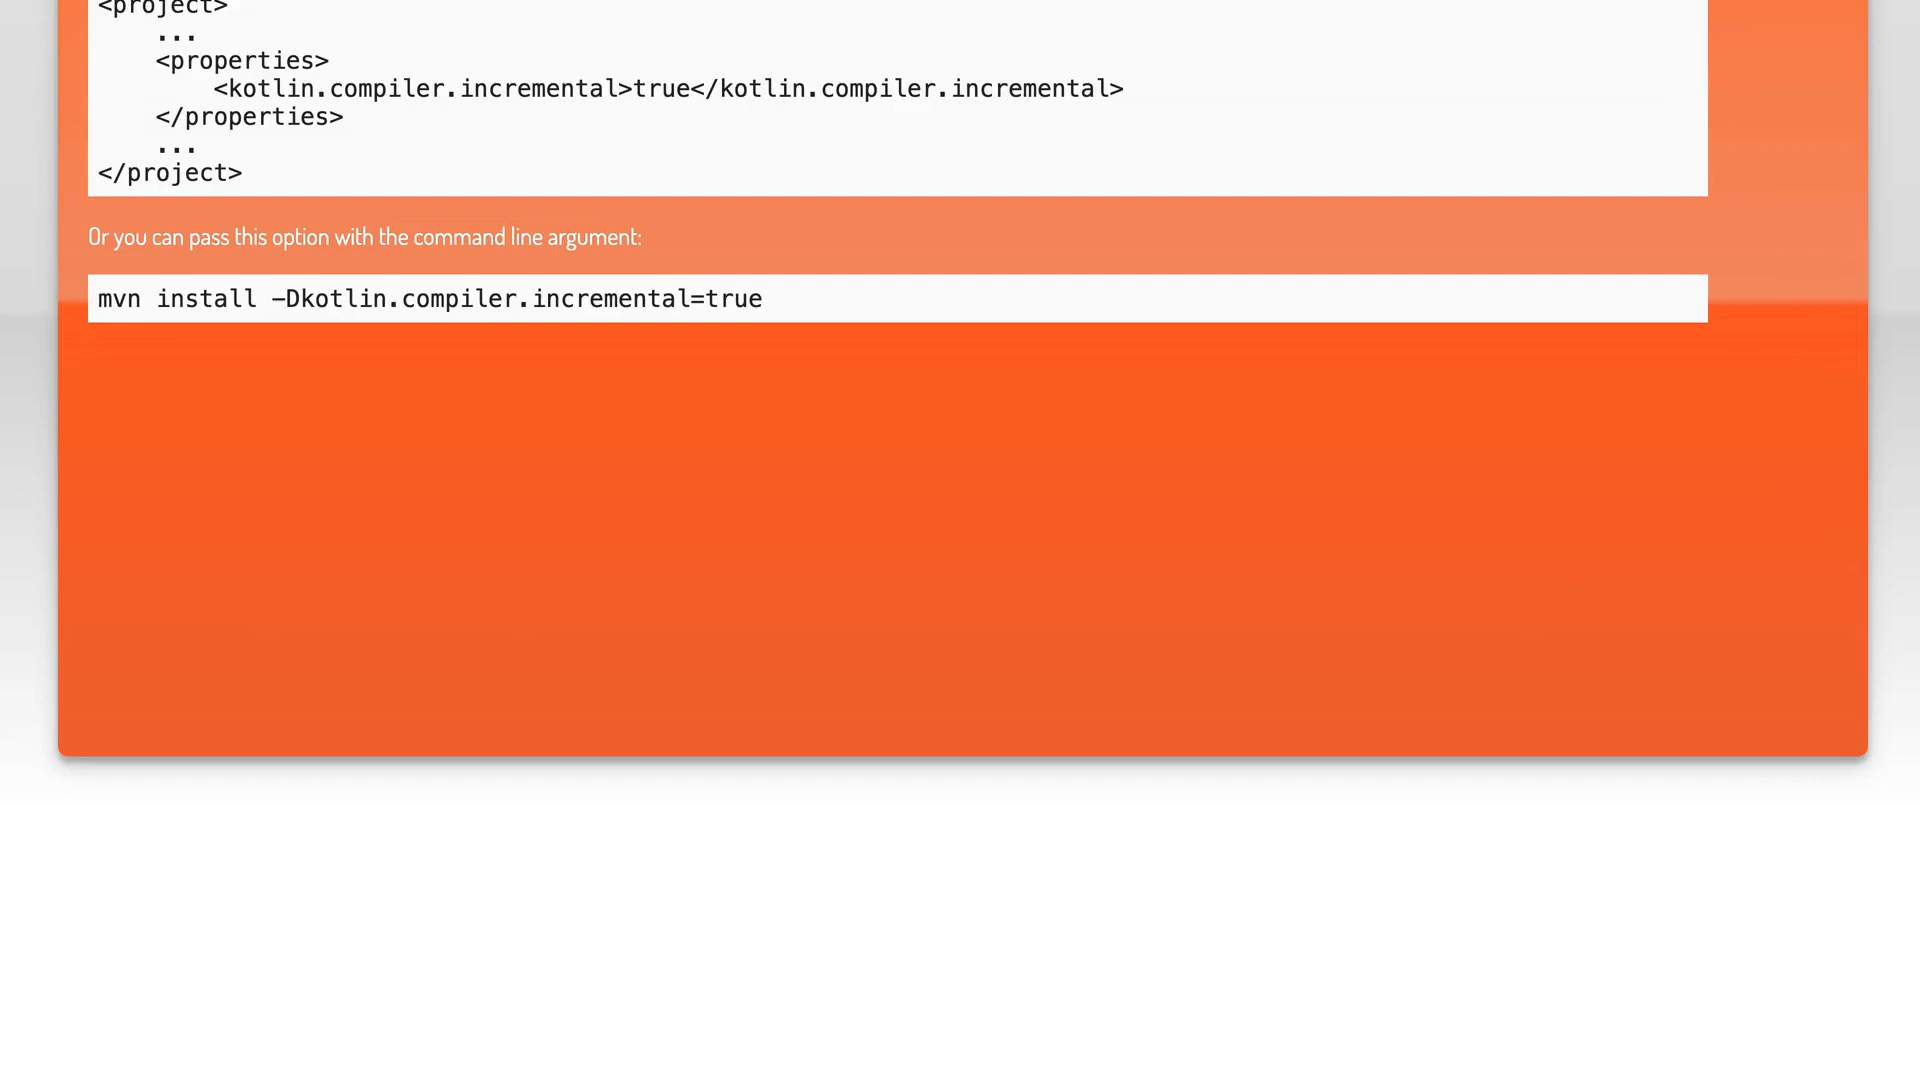 <project>
...
<properties>
<kotlin.compiler.incremental>true</kotlin.compiler.incremental>
</properties>
...
</project>
Or you can pass this option with the command line argument:
mvn install -Dkotlin.compiler.incremental=true